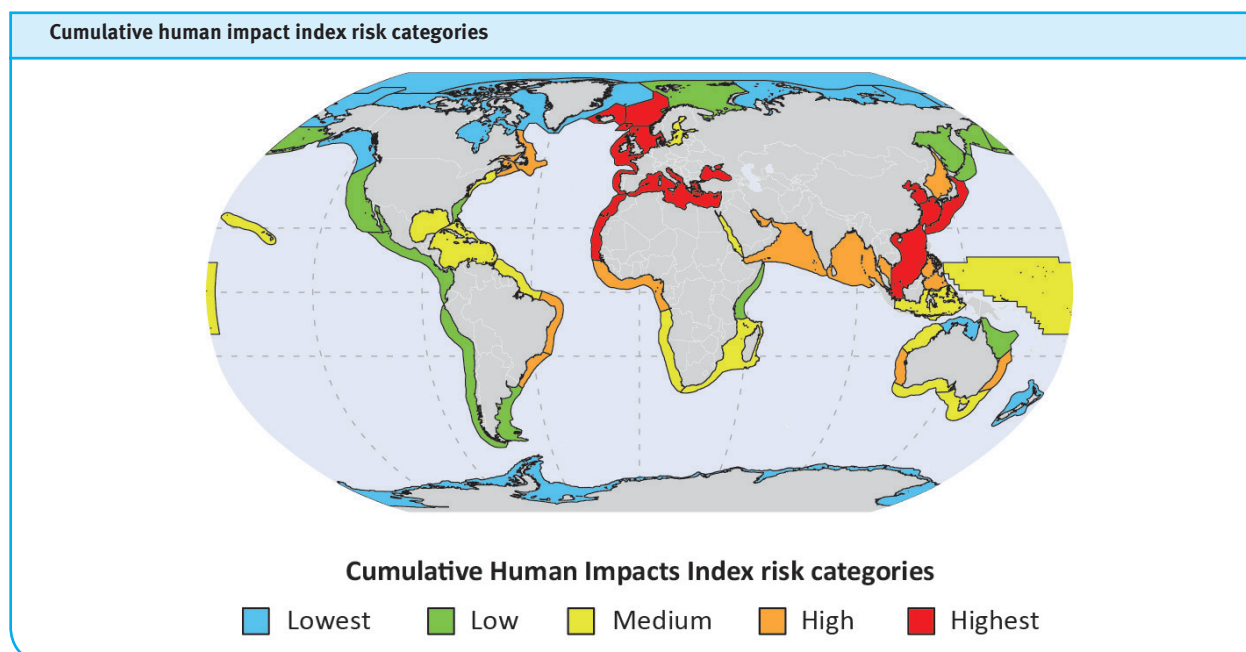 Cumulative human impact index risk categories
Cumulative Human Impacts Index risk categories
Lowest Low Medium High Highest